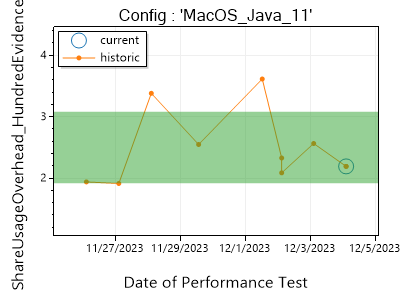 Config : 'MacOS_Java_11'
current
historic
ShareUsageOverhead_HundredEvidence
4
3
2
11/27/2023
11/29/2023
12/1/2023
12/3/2023
12/5/2023
Date of Performance Test